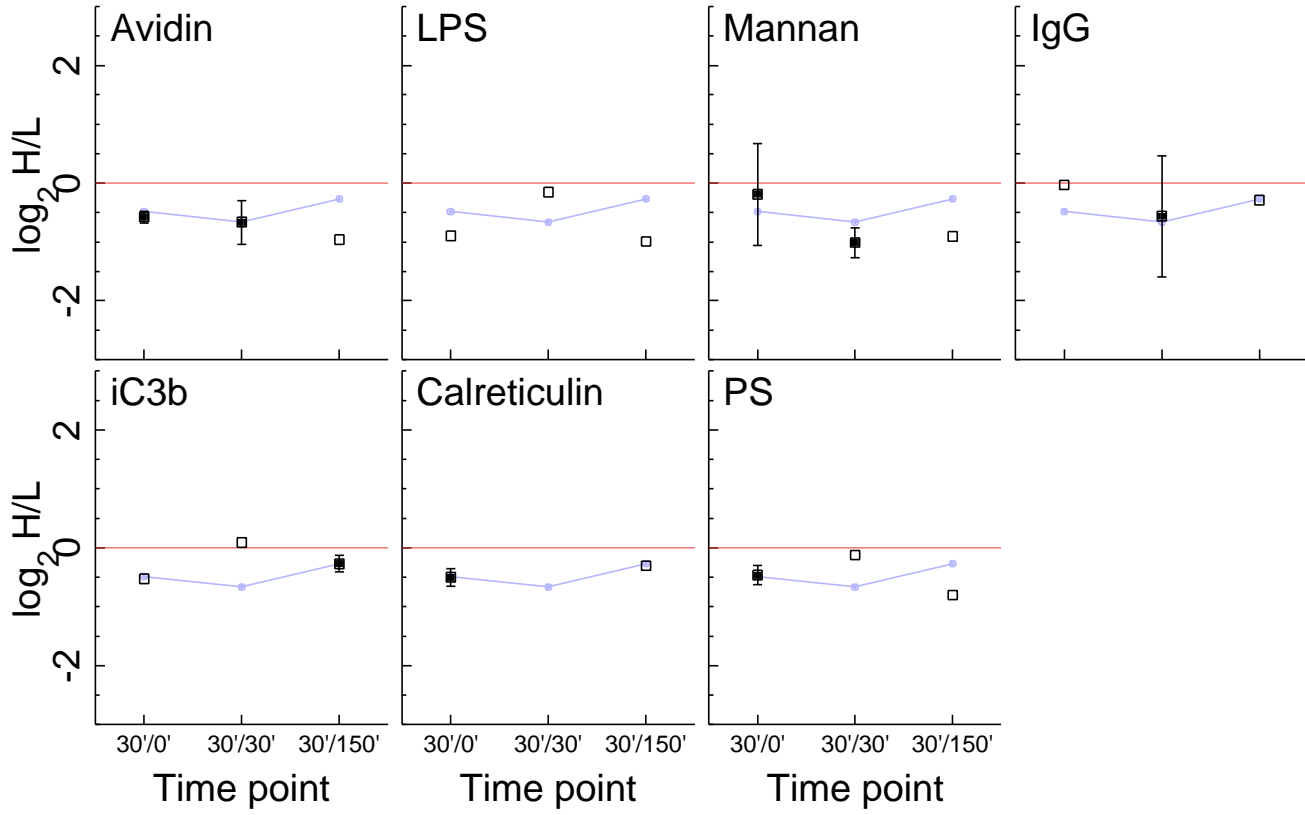 Avidin LPS Mannan IgG
2
0
-2
log2 H/L
iC3b Calreticulin PS
2
0
-2
log2 H/L
30'/0' 30'/30' 30'/150' 30'/0' 30'/30' 30'/150' 30'/0' 30'/30' 30'/150'
Time point Time point Time point